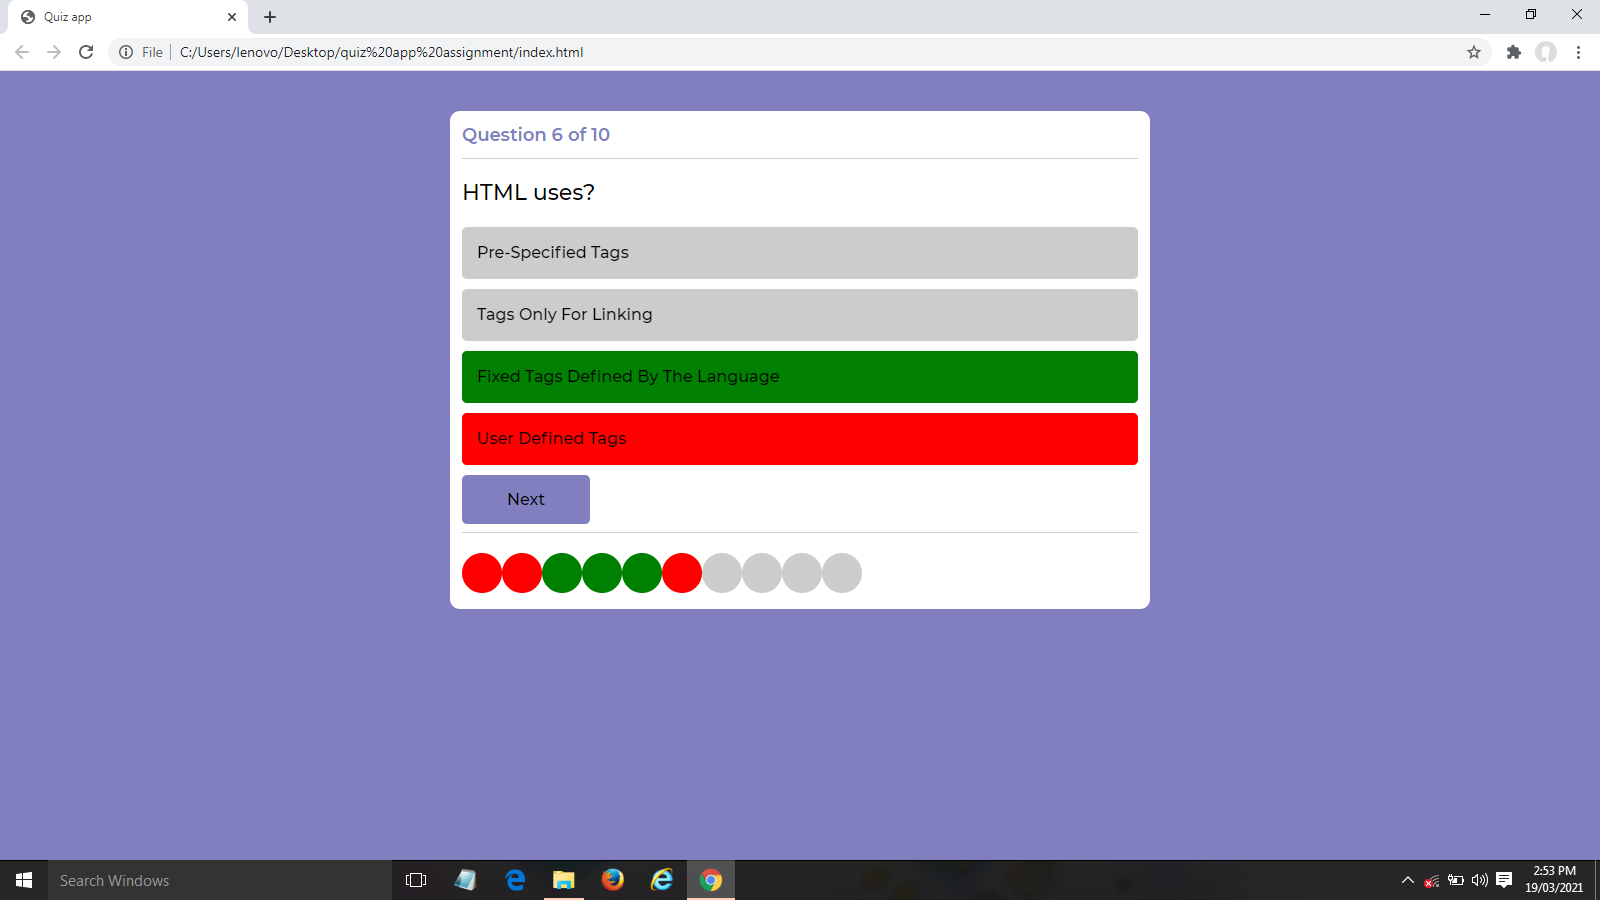 Quiz app
File
C:/Users/lenovo/Desktop/quiz%20app%20assignment/index.html
Question 6 of 10
HTML uses?
Pre-Specified Tags
Tags Only For Linking
Fixed Tags Defined By The Language
User Defined Tags
Next
Search Windows
2:53 PM
19/03/2021